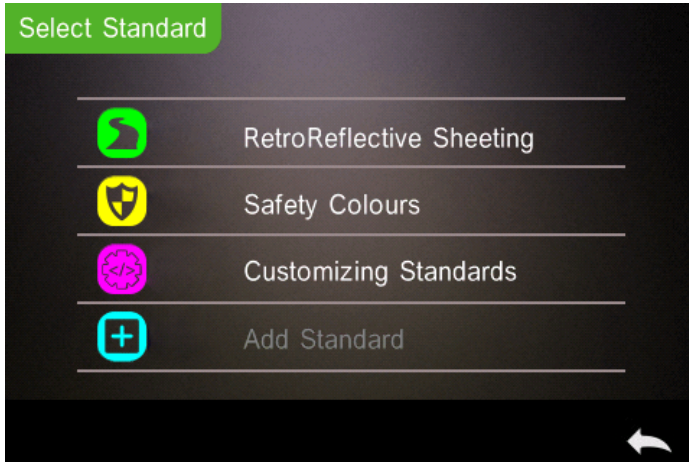 Select Standard
RetroReflective Sheeting
Safety Colours
Customizing Standards
Add Standard